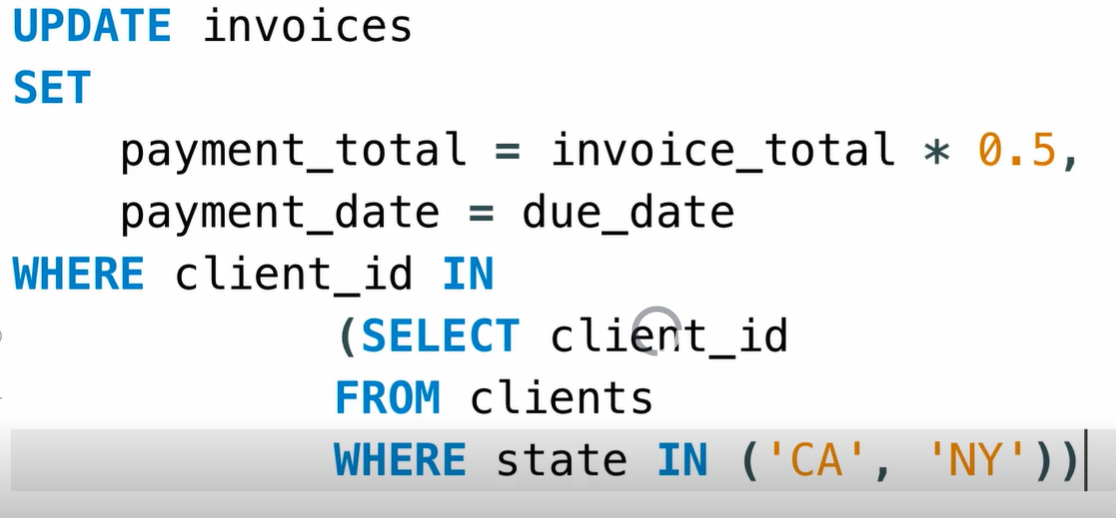 UPDATE invoices
SET
    payment_total = invoice_total * 0.5,
    payment_date = due_date
WHERE client_id IN
            (SELECT client_id
            FROM clients
            WHERE state IN ('CA', 'NY'))